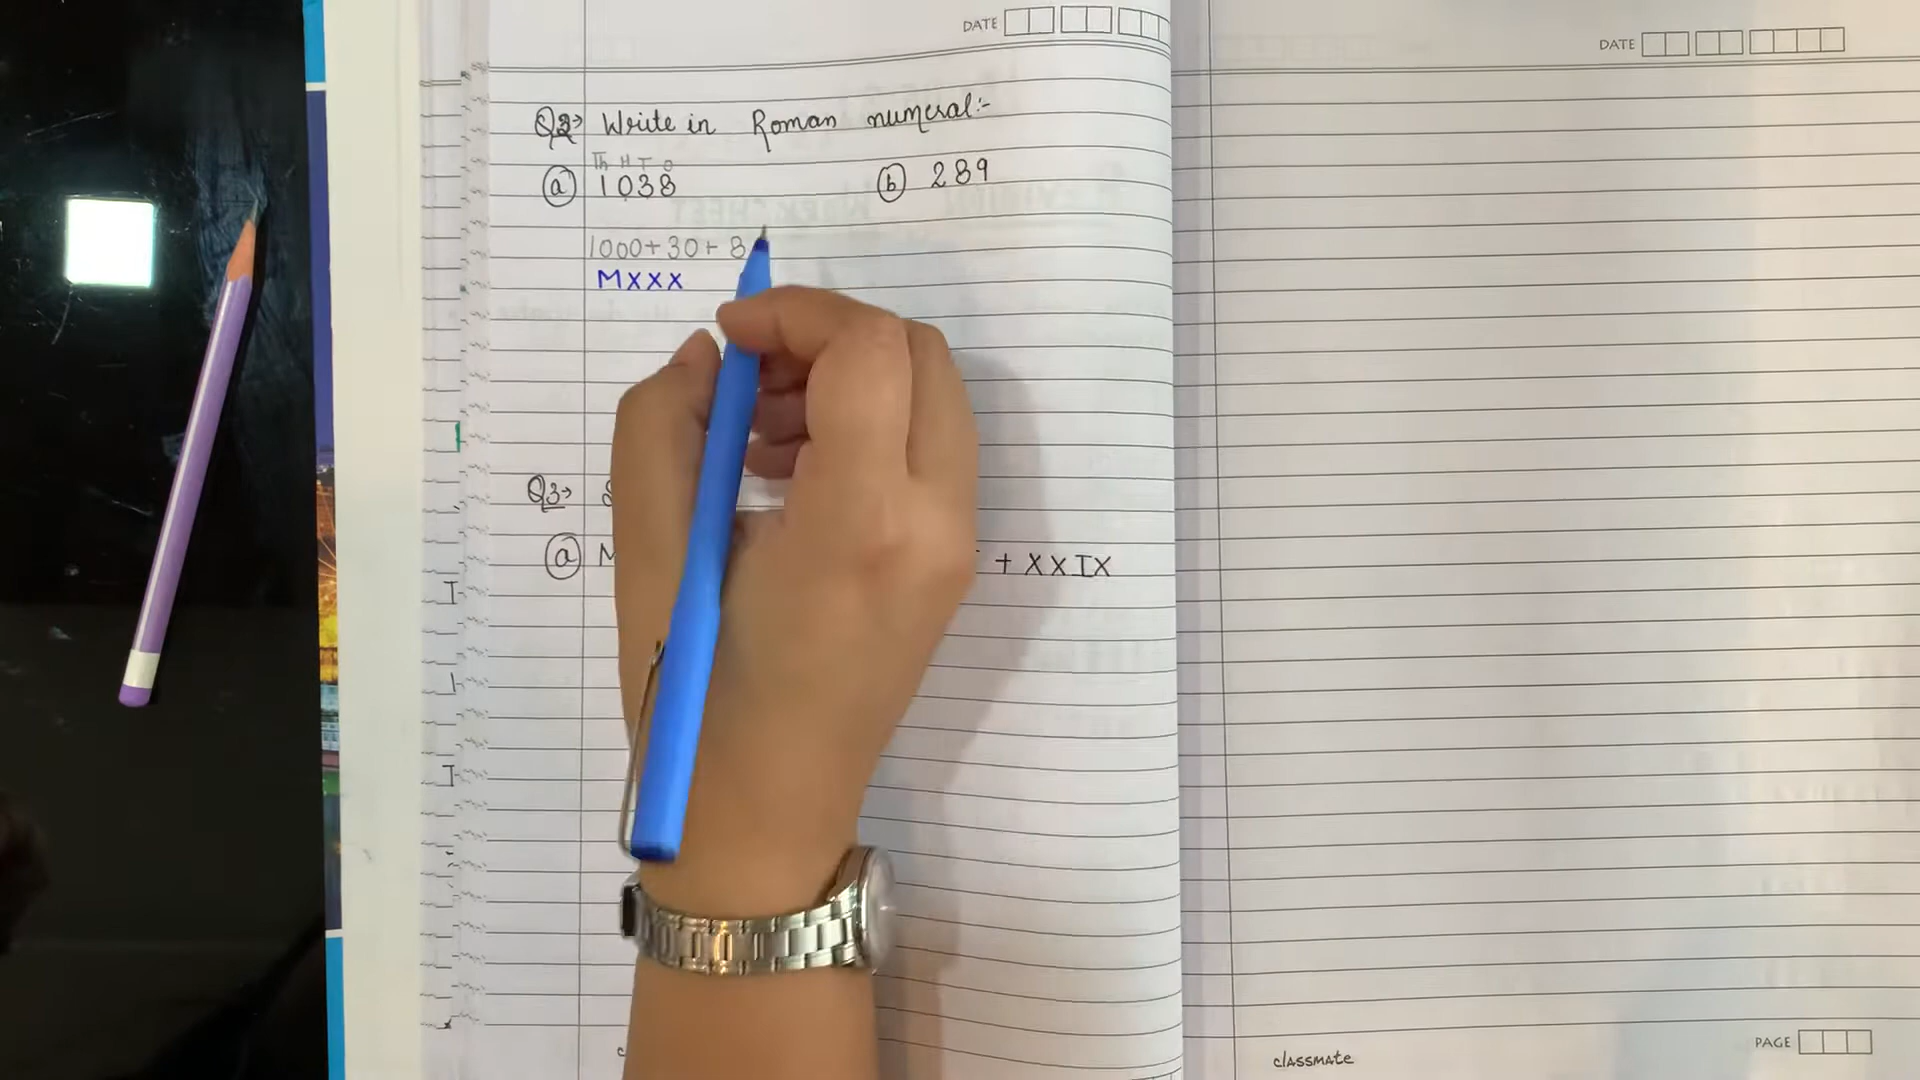 DATE
DATE
Q2→ Write in Roman numeral:-
Th H T O
(a) 1038 (b) 289
1000+30+8
MXXX
Q3→
(a) + XXIX
PAGE
classmate